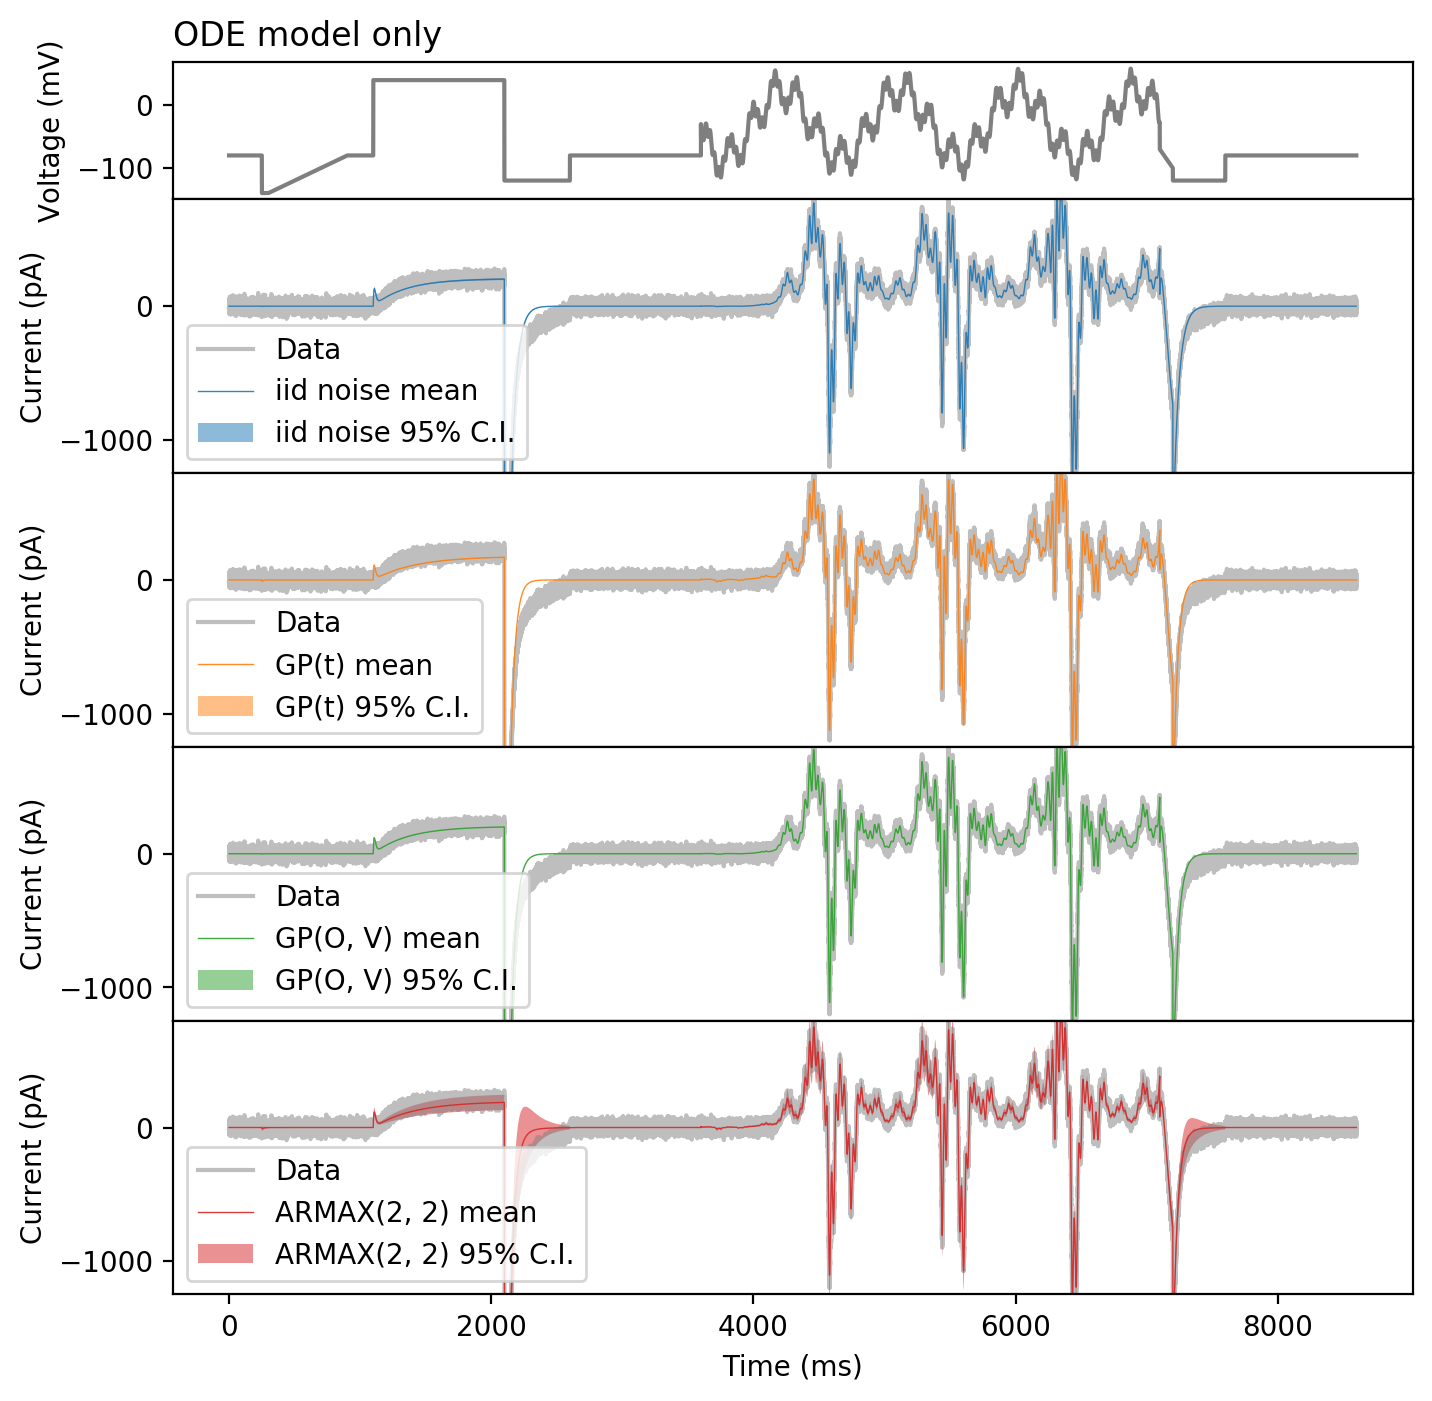 ODE model only
Voltage (mV)
0
−100
Current (pA)
0
−1000
Data
iid noise mean
iid noise 95% C.I.
Current (pA)
0
−1000
Data
GP(t) mean
GP(t) 95% C.I.
Current (pA)
0
−1000
Data
GP(O, V) mean
GP(O, V) 95% C.I.
Current (pA)
0
−1000
Data
ARMAX(2, 2) mean
ARMAX(2, 2) 95% C.I.
0 2000 4000 6000 8000
Time (ms)